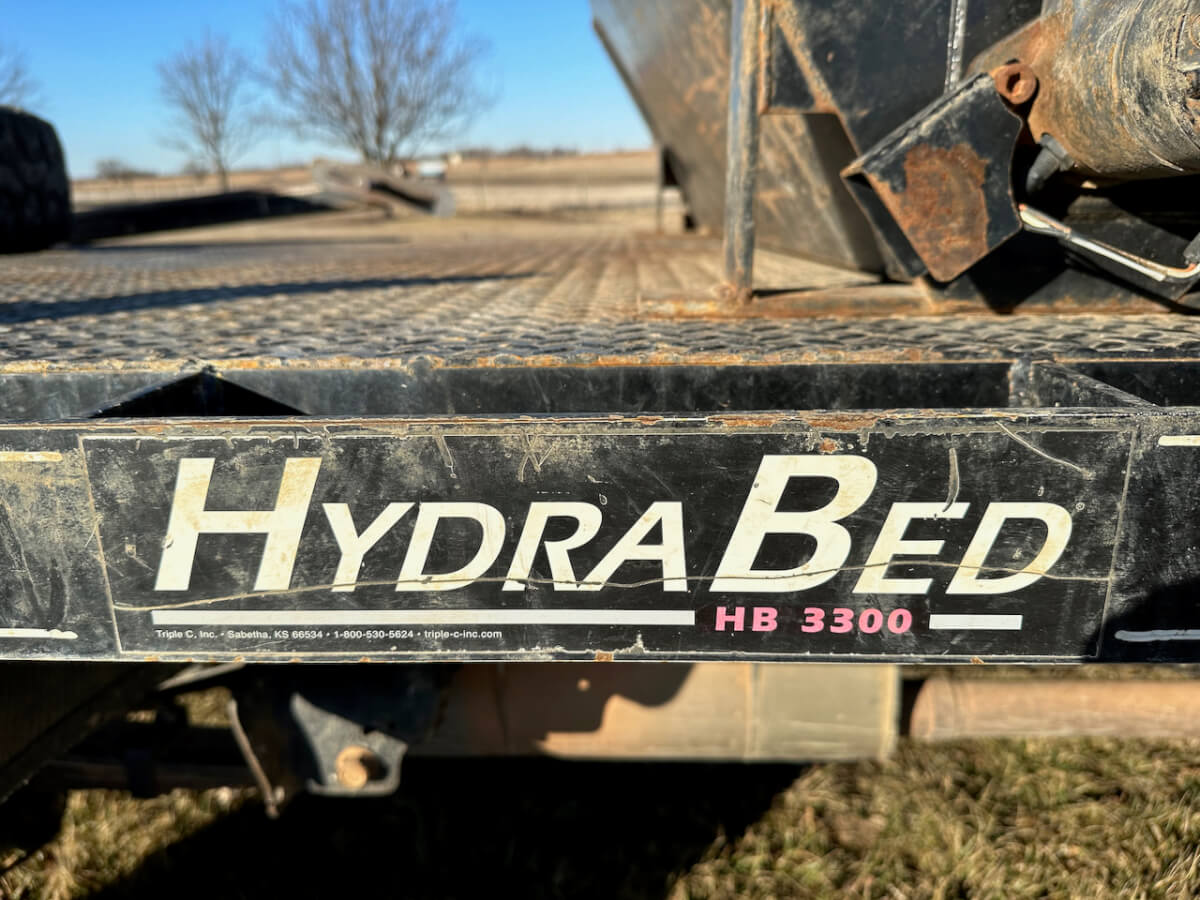 HYDRABED®
HB 3300
Triple C, Inc. • Sabetha, KS 66534 • 1-800-530-5624 • triple-c-inc.com